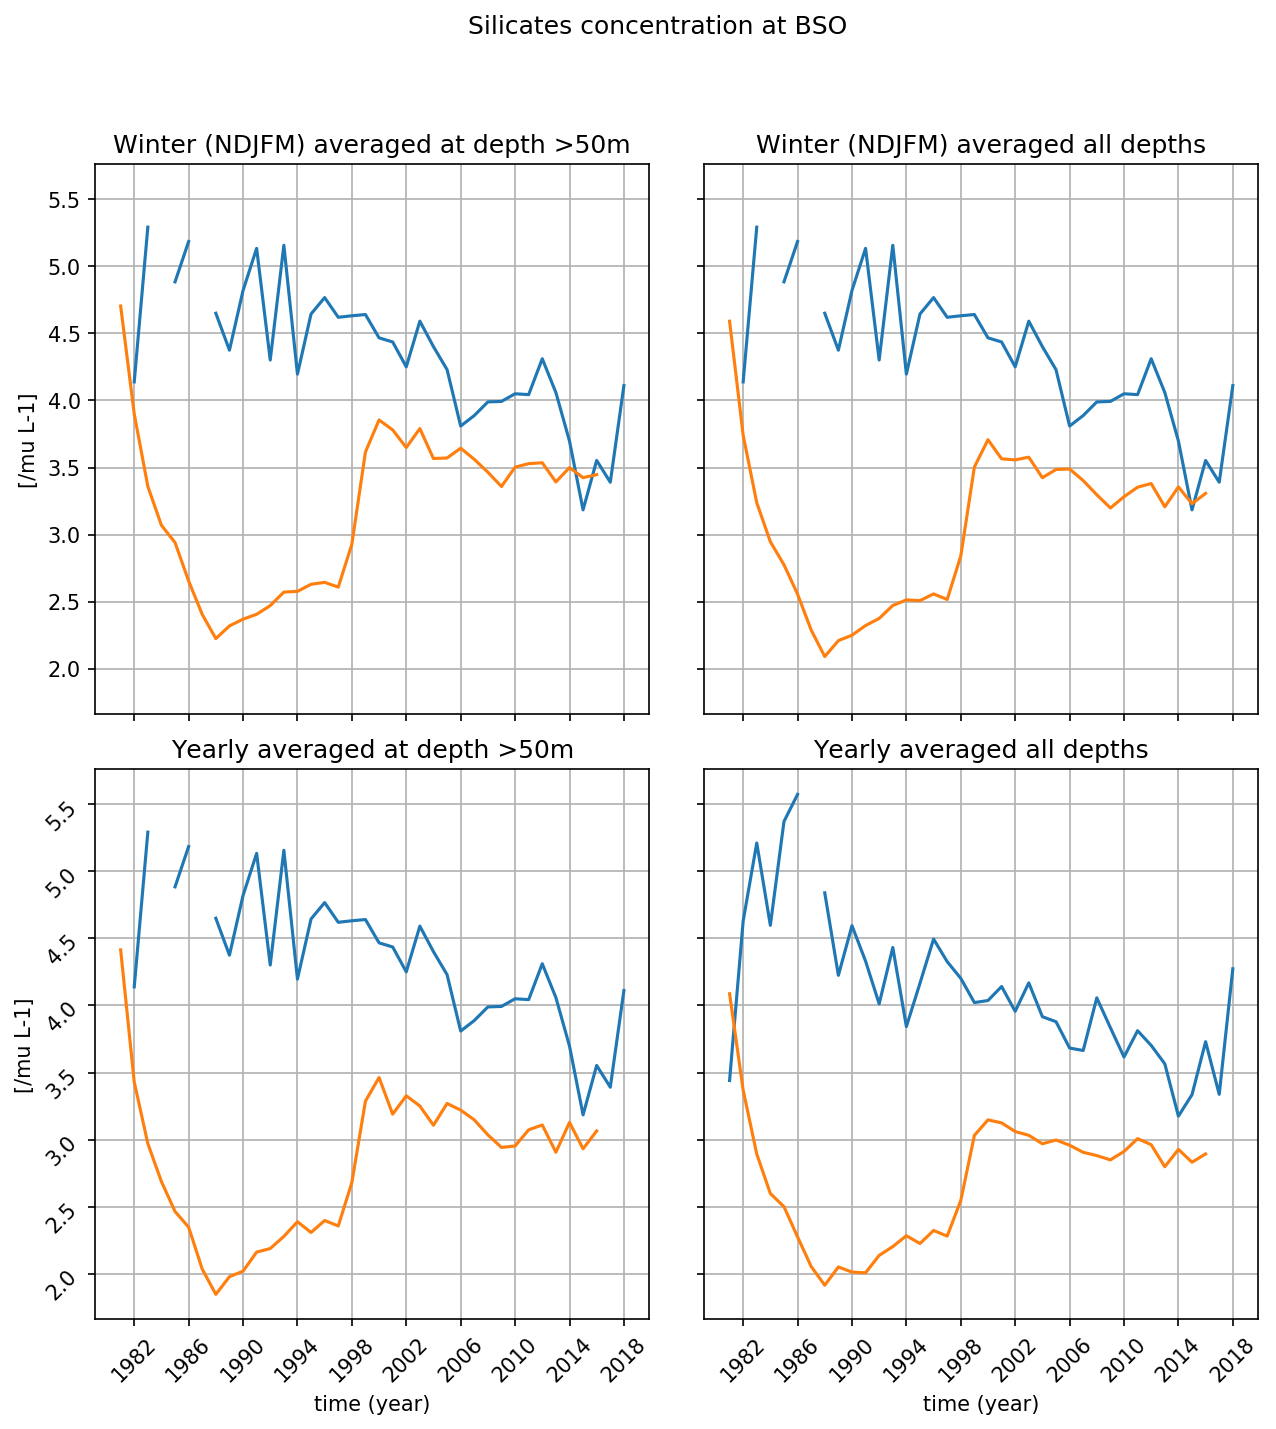 Silicates concentration at BSO
Winter (NDJFM) averaged at depth >50m
Winter (NDJFM) averaged all depths
5.5
5.0
4.5
4.0
3.5
3.0
2.5
2.0
[/mu L-1]
Yearly averaged at depth >50m
Yearly averaged all depths
5.5
5.0
4.5
4.0
3.5
3.0
2.5
2.0
[/mu L-1]
1982 1986 1990 1994 1998 2002 2006 2010 2014 2018
1982 1986 1990 1994 1998 2002 2006 2010 2014 2018
time (year)
time (year)